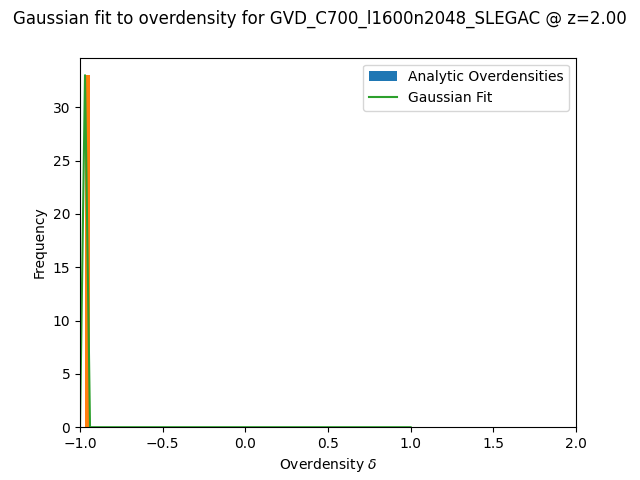 Gaussian fit to overdensity for GVD_C700_l1600n2048_SLEGAC @ z=2.00
Analytic Overdensities
Gaussian Fit
Frequency
30
25
20
15
10
5
0
−1.0
−0.5
0.0
0.5
1.0
1.5
2.0
Overdensity δ